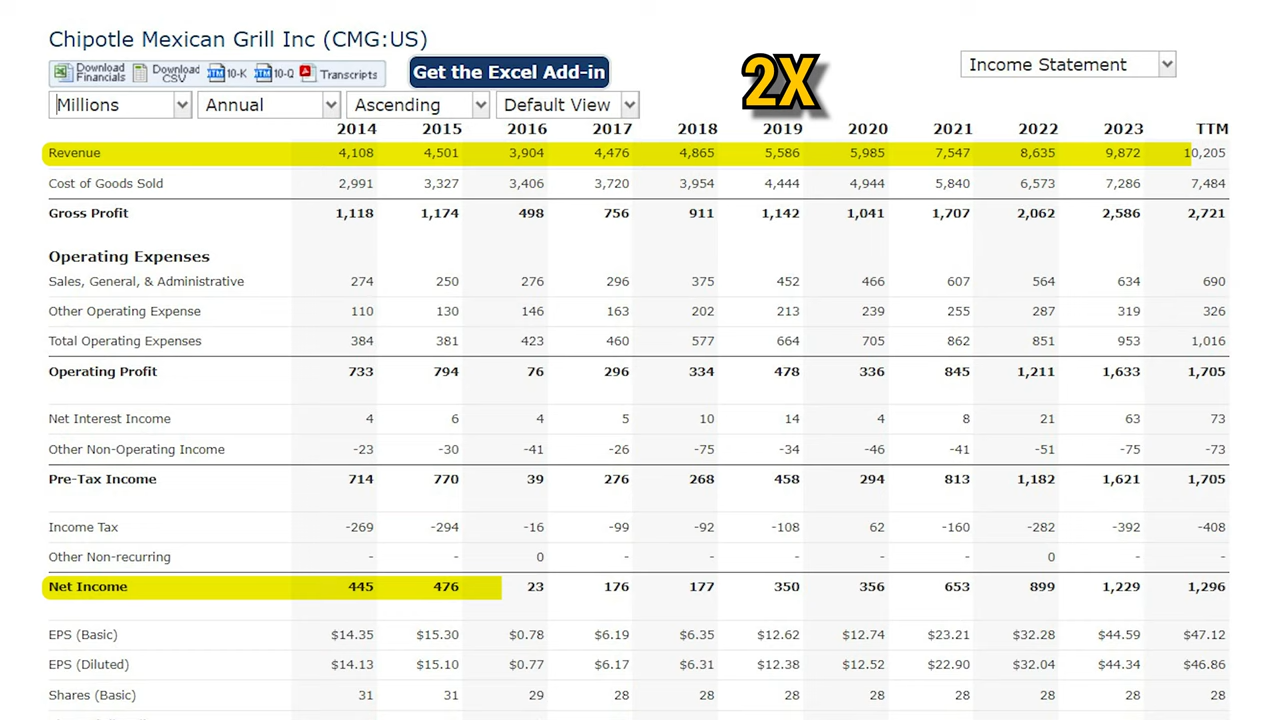 Chipotle Mexican Grill Inc (CMG:US)
Download Financials Download CSV 10-K 10-Q Transcripts Get the Excel Add-in 2X Income Statement
Millions Annual Ascending Default View
2014 2015 2016 2017 2018 2019 2020 2021 2022 2023 TTM
Revenue 4,108 4,501 3,904 4,476 4,865 5,586 5,985 7,547 8,635 9,872 10,205
Cost of Goods Sold 2,991 3,327 3,406 3,720 3,954 4,444 4,944 5,840 6,573 7,286 7,484
Gross Profit 1,118 1,174 498 756 911 1,142 1,041 1,707 2,062 2,586 2,721
Operating Expenses
Sales, General, & Administrative 274 250 276 296 375 452 466 607 564 634 690
Other Operating Expense 110 130 146 163 202 213 239 255 287 319 326
Total Operating Expenses 384 381 423 460 577 664 705 862 851 953 1,016
Operating Profit 733 794 76 296 334 478 336 845 1,211 1,633 1,705
Net Interest Income 4 6 4 5 10 14 4 8 21 63 73
Other Non-Operating Income -23 -30 -41 -26 -75 -34 -46 -41 -51 -75 -73
Pre-Tax Income 714 770 39 276 268 458 294 813 1,182 1,621 1,705
Income Tax -269 -294 -16 -99 -92 -108 62 -160 -282 -392 -408
Other Non-recurring - - 0 - - - - - 0 - -
Net Income 445 476 23 176 177 350 356 653 899 1,229 1,296
EPS (Basic) $14.35 $15.30 $0.78 $6.19 $6.35 $12.62 $12.74 $23.21 $32.28 $44.59 $47.12
EPS (Diluted) $14.13 $15.10 $0.77 $6.17 $6.31 $12.38 $12.52 $22.90 $32.04 $44.34 $46.86
Shares (Basic) 31 31 29 28 28 28 28 28 28 28 28